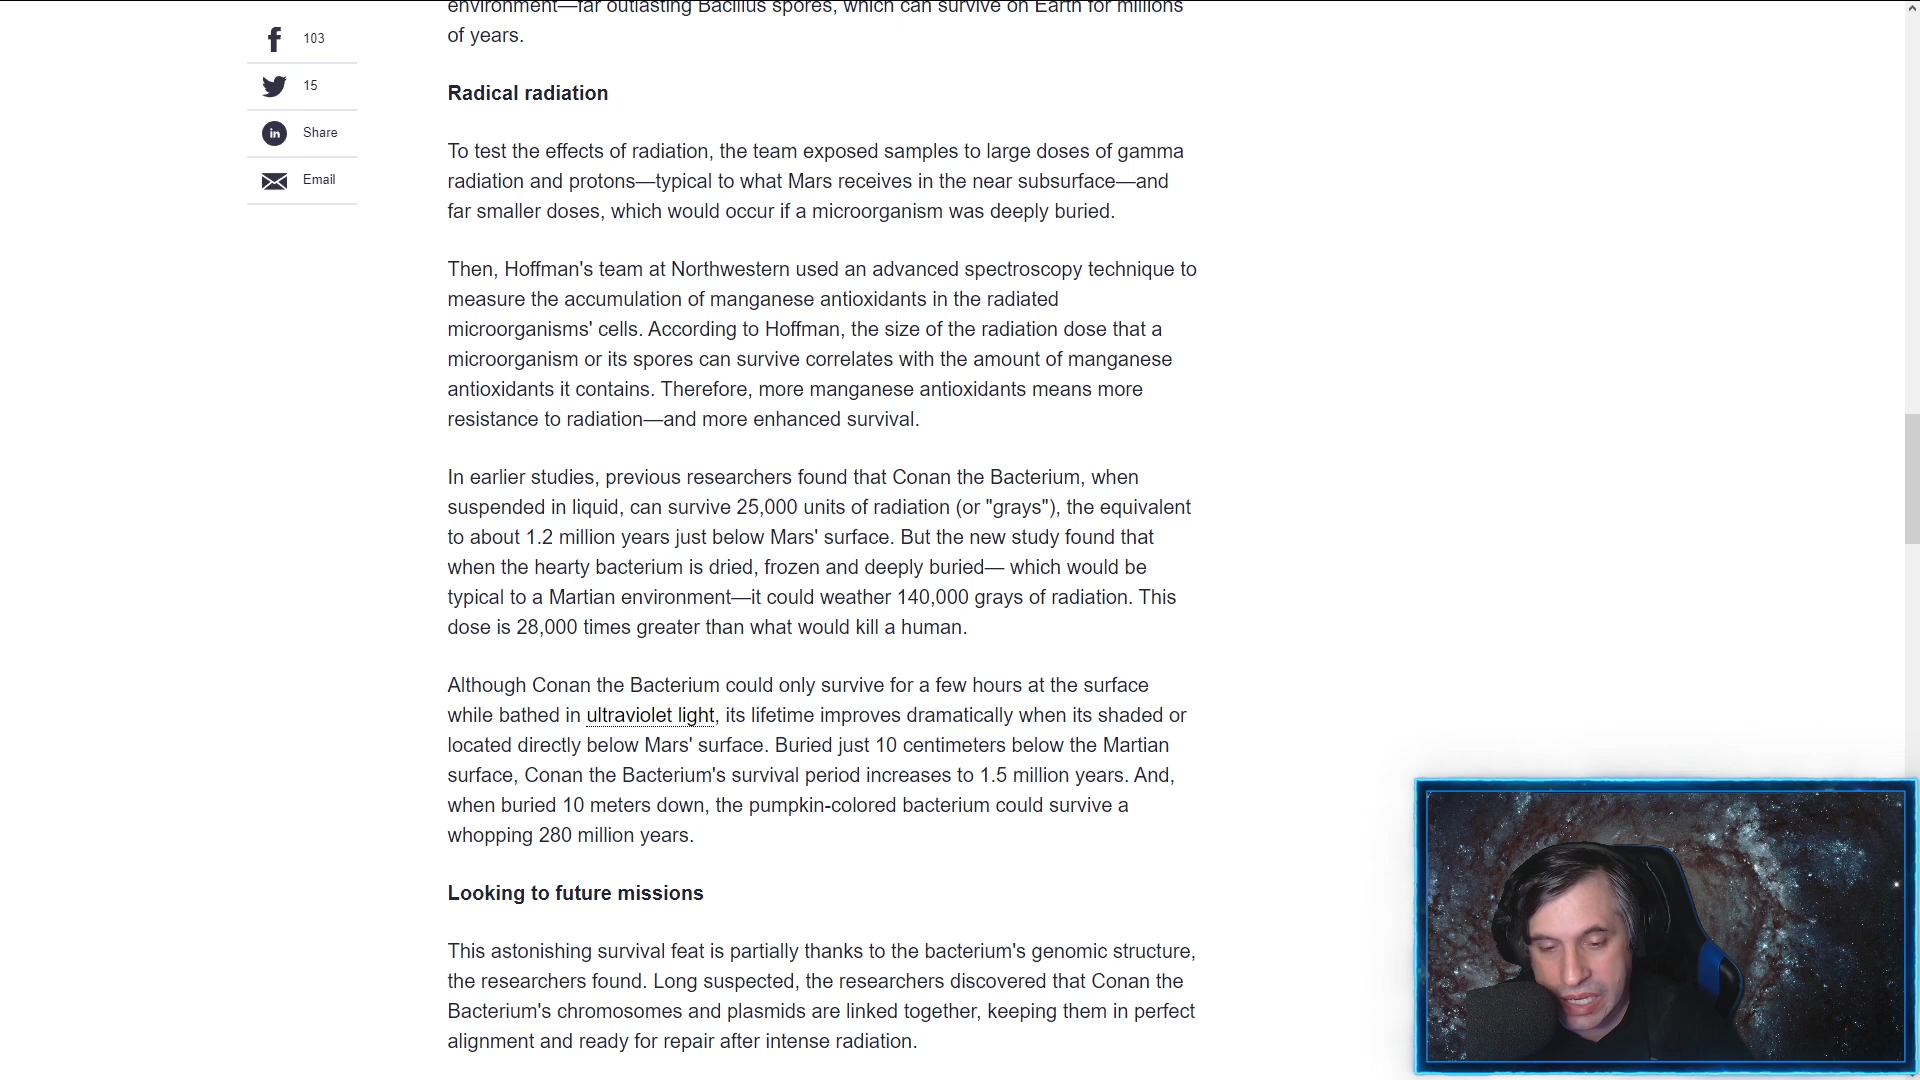 environment—far outlasting Bacillus spores, which can survive on Earth for millions
of years.
103
15
Share
Email
Radical radiation
To test the effects of radiation, the team exposed samples to large doses of gamma
radiation and protons—typical to what Mars receives in the near subsurface—and
far smaller doses, which would occur if a microorganism was deeply buried.
Then, Hoffman's team at Northwestern used an advanced spectroscopy technique to
measure the accumulation of manganese antioxidants in the radiated
microorganisms' cells. According to Hoffman, the size of the radiation dose that a
microorganism or its spores can survive correlates with the amount of manganese
antioxidants it contains. Therefore, more manganese antioxidants means more
resistance to radiation—and more enhanced survival.
In earlier studies, previous researchers found that Conan the Bacterium, when
suspended in liquid, can survive 25,000 units of radiation (or "grays"), the equivalent
to about 1.2 million years just below Mars' surface. But the new study found that
when the hearty bacterium is dried, frozen and deeply buried— which would be
typical to a Martian environment—it could weather 140,000 grays of radiation. This
dose is 28,000 times greater than what would kill a human.
Although Conan the Bacterium could only survive for a few hours at the surface
while bathed in ultraviolet light, its lifetime improves dramatically when its shaded or
located directly below Mars' surface. Buried just 10 centimeters below the Martian
surface, Conan the Bacterium's survival period increases to 1.5 million years. And,
when buried 10 meters down, the pumpkin-colored bacterium could survive a
whopping 280 million years.
Looking to future missions
This astonishing survival feat is partially thanks to the bacterium's genomic structure,
the researchers found. Long suspected, the researchers discovered that Conan the
Bacterium's chromosomes and plasmids are linked together, keeping them in perfect
alignment and ready for repair after intense radiation.